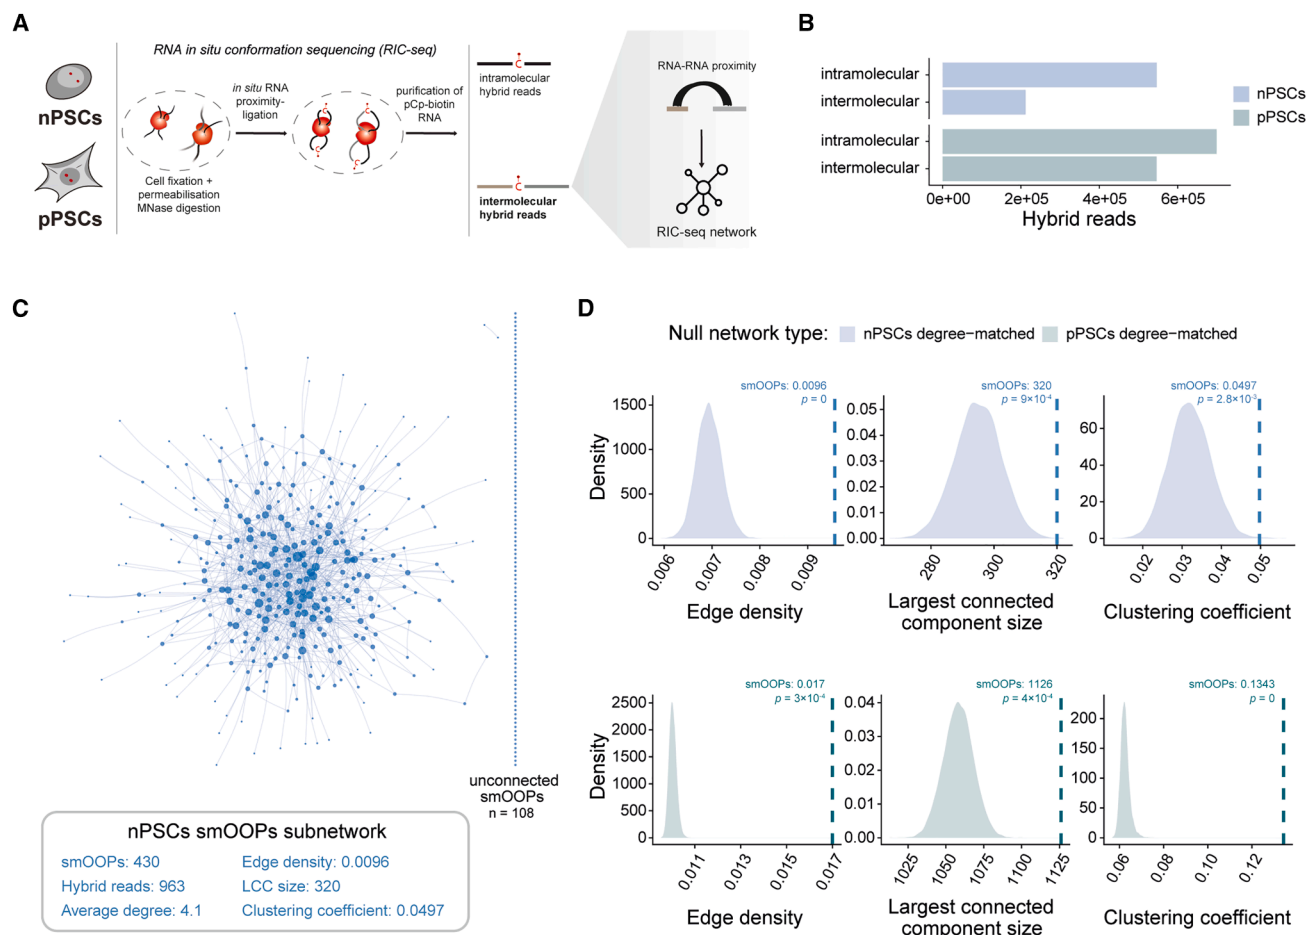 A
RNA in situ conformation sequencing (RIC-seq)
nPSCs
pPSCs
in situ RNA
proximity-
ligation
purification of
pCp-biotin
RNA
Cell fixation +
permeabilisation
MNase digestion
C
C
C
C
C
intramolecular
hybrid reads
C
intermolecular
hybrid reads
RNA-RNA proximity
RIC-seq network
B
intramolecular
intermolecular
intramolecular
intermolecular
0e+00 2e+05 4e+05 6e+05
Hybrid reads
nPSCs
pPSCs
C
unconnected
smOOPs
n = 108
nPSCs smOOPs subnetwork
smOOPs: 430 Edge density: 0.0096
Hybrid reads: 963 LCC size: 320
Average degree: 4.1 Clustering coefficient: 0.0497
D
Null network type: nPSCs degree-matched pPSCs degree-matched
smOOPs: 0.0096
p = 0
Density
1500
1000
500
0
0.006 0.007 0.008 0.009
Edge density
smOOPs: 320
p = 9×10⁻⁴
0.05
0.04
0.03
0.02
0.01
0.00
280 300 320
Largest connected
component size
smOOPs: 0.0497
p = 2.8×10⁻³
60
40
20
0
0.02 0.03 0.04 0.05
Clustering coefficient
smOOPs: 0.017
p = 3×10⁻⁴
Density
2500
2000
1500
1000
500
0
0.011 0.013 0.015 0.017
Edge density
smOOPs: 1126
p = 4×10⁻⁴
0.04
0.03
0.02
0.01
0.00
1025 1050 1075 1100 1125
Largest connected
component size
smOOPs: 0.1343
p = 0
200
150
100
50
0
0.06 0.08 0.10 0.12
Clustering coefficient